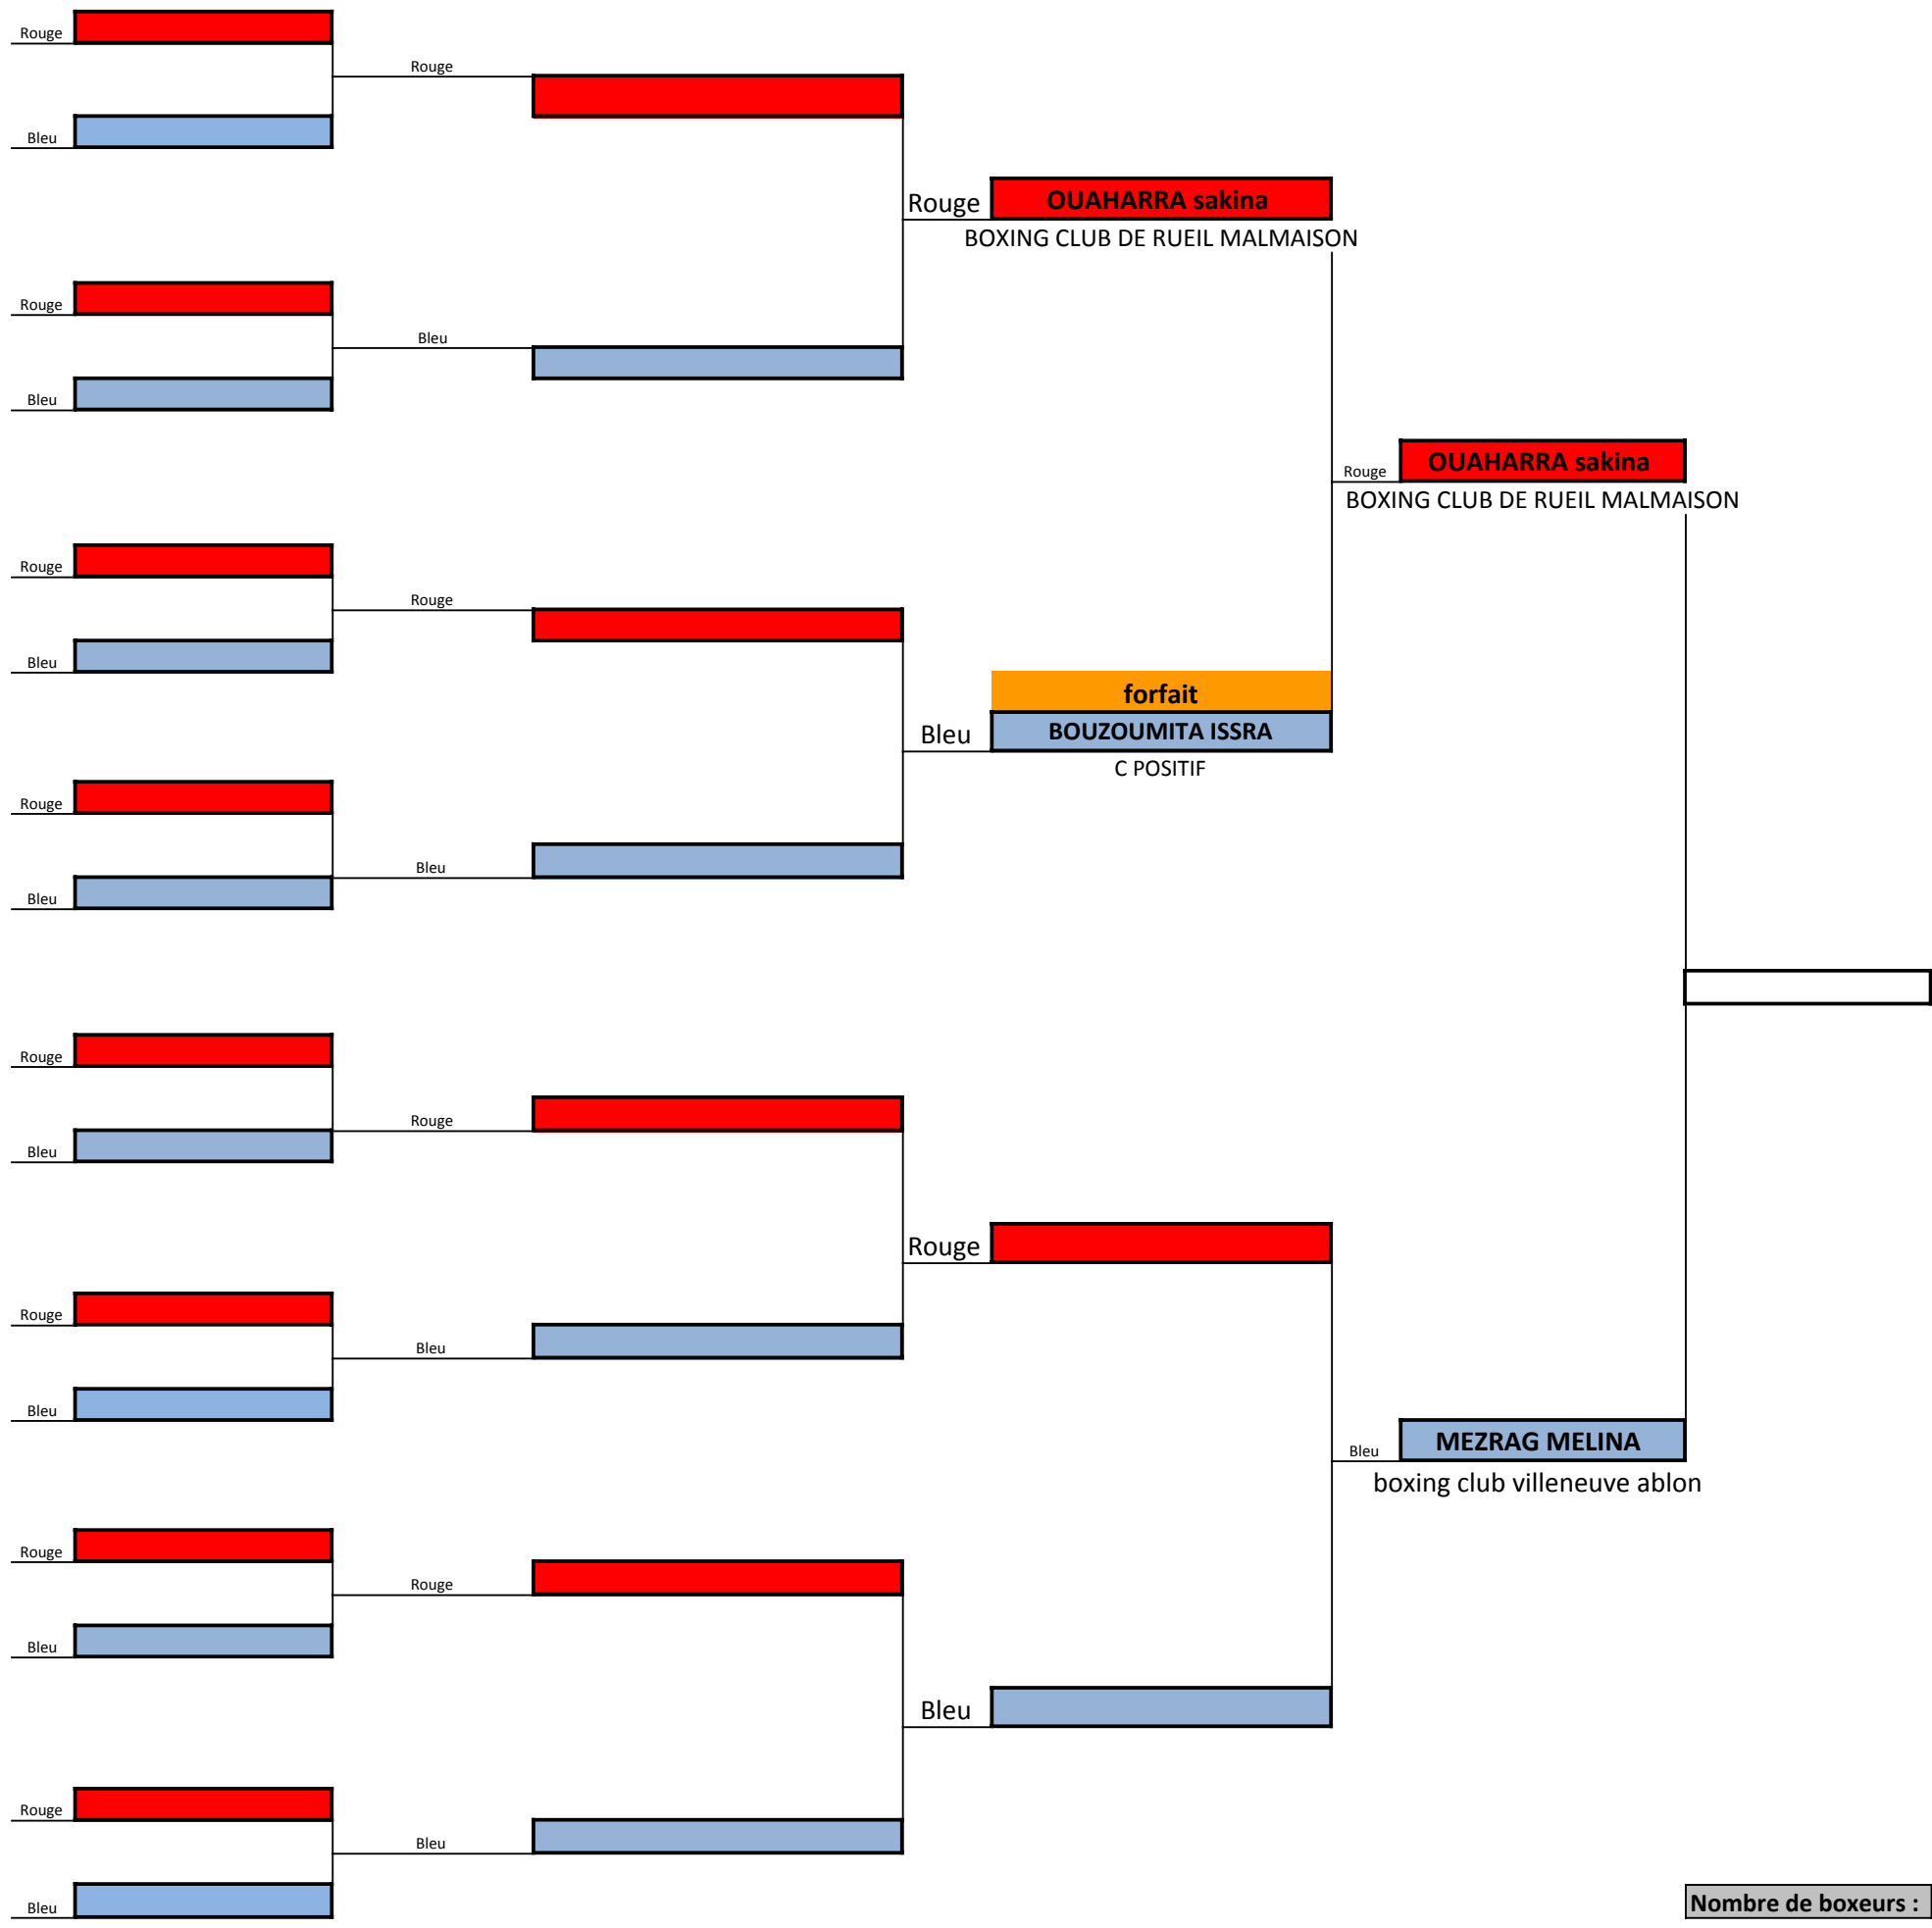 Rouge
Rouge
Bleu
Rouge
OUAHARRA sakina
BOXING CLUB DE RUEIL MALMAISON
Rouge
Bleu
Bleu
Rouge
OUAHARRA sakina
BOXING CLUB DE RUEIL MALMAISON
Rouge
Rouge
Bleu
forfait
Bleu
BOUZOUMITA ISSRA
C POSITIF
Rouge
Bleu
Bleu
Rouge
Rouge
Bleu
Rouge
Rouge
Bleu
Bleu
Bleu
MEZRAG MELINA
boxing club villeneuve ablon
Rouge
Rouge
Bleu
Bleu
Rouge
Bleu
Bleu
Nombre de boxeurs :